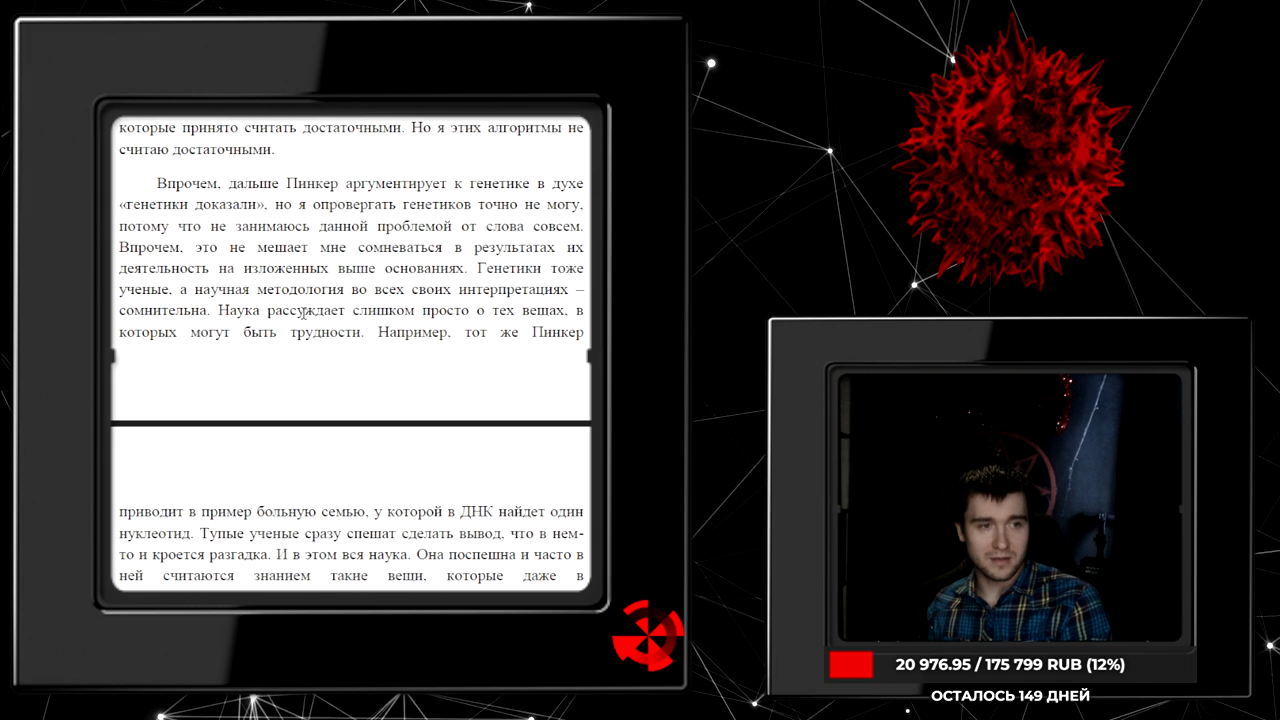 которые принято считать достаточными. Но я этих алгоритмы не
считаю достаточными.
Впрочем, дальше Пинкер аргументирует к генетике в духе
«генетики доказали», но я опровергать генетиков точно не могу,
потому что не занимаюсь данной проблемой от слова совсем.
Впрочем, это не мешает мне сомневаться в результатах их
деятельность на изложенных выше основаниях. Генетики тоже
ученые, а научная методология во всех своих интерпретациях –
сомнительна. Наука рассуждает слишком просто о тех вещах, в
которых могут быть трудности. Например, тот же Пинкер
приводит в пример больную семью, у которой в ДНК найдет один
нуклеотид. Тупые ученые сразу спешат сделать вывод, что в нем-
то и кроется разгадка. И в этом вся наука. Она поспешна и часто в
ней считаются знанием такие вещи, которые даже в
20 976.95 / 175 799 RUB (12%)
ОСТАЛОСЬ 149 ДНЕЙ